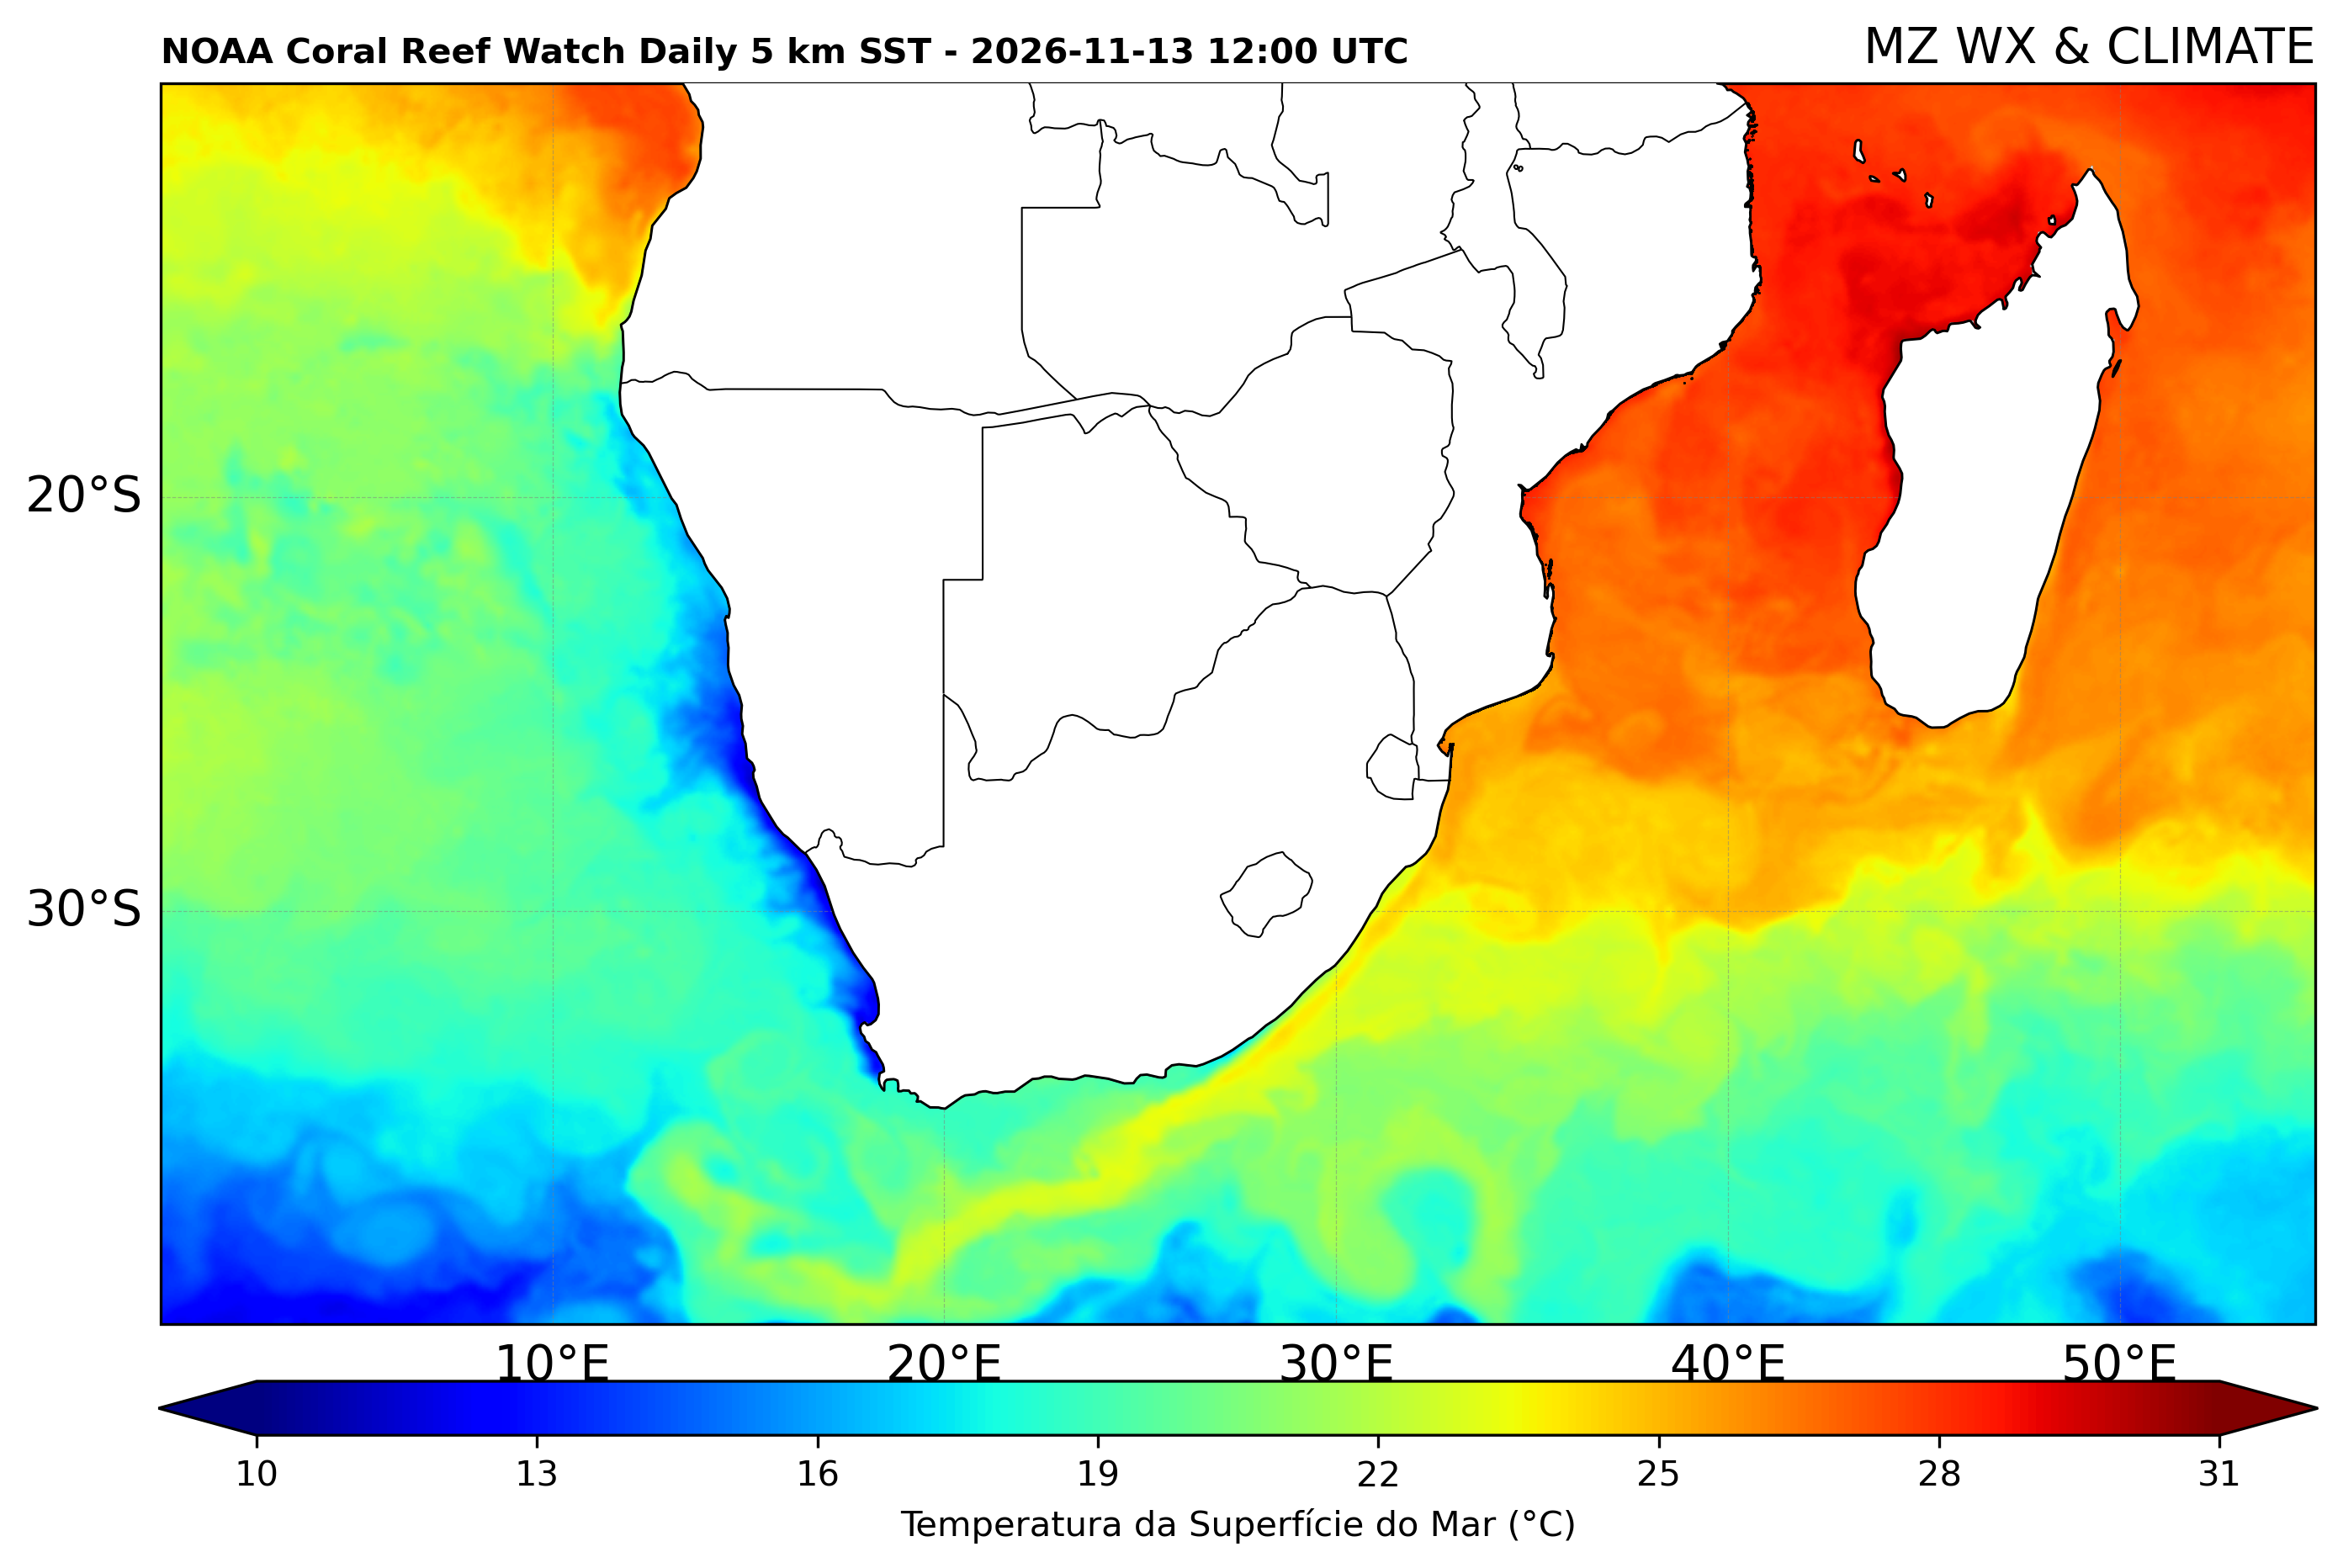 NOAA Coral Reef Watch Daily 5 km SST - 2026-11-13 12:00 UTC
MZ WX & CLIMATE
20°S
30°S
10°E 20°E 30°E 40°E 50°E
10 13 16 19 22 25 28 31
Temperatura da Superfície do Mar (°C)